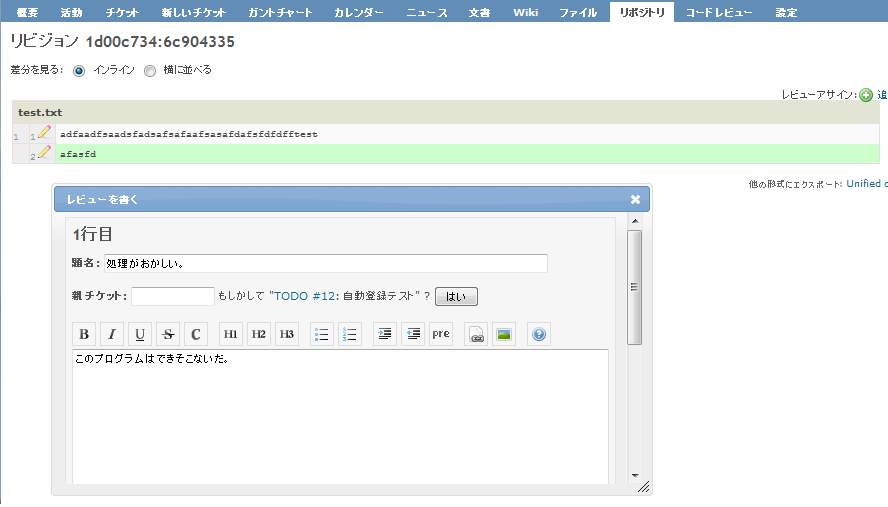 概要 活動 チケット 新しいチケット ガントチャート カレンダー ニュース 文書 Wiki ファイル リポジトリ コードレビュー 設定
リビジョン 1d00c734:6c904335
差分を見る: インライン 横に並べる
レビューアサイン: 追
test.txt
1 1 adfaadfsaadsfadsafsafaafsasafdafsfdfdfftest
2 afasfd
他の形式にエクスポート: Unified d
レビューを書く
1行目
題名: 処理がおかしい。
親チケット: もしかして "TODO #12: 自動登録テスト" ? はい
B I U S C H1 H2 H3 pre
このプログラムはできそこないだ。